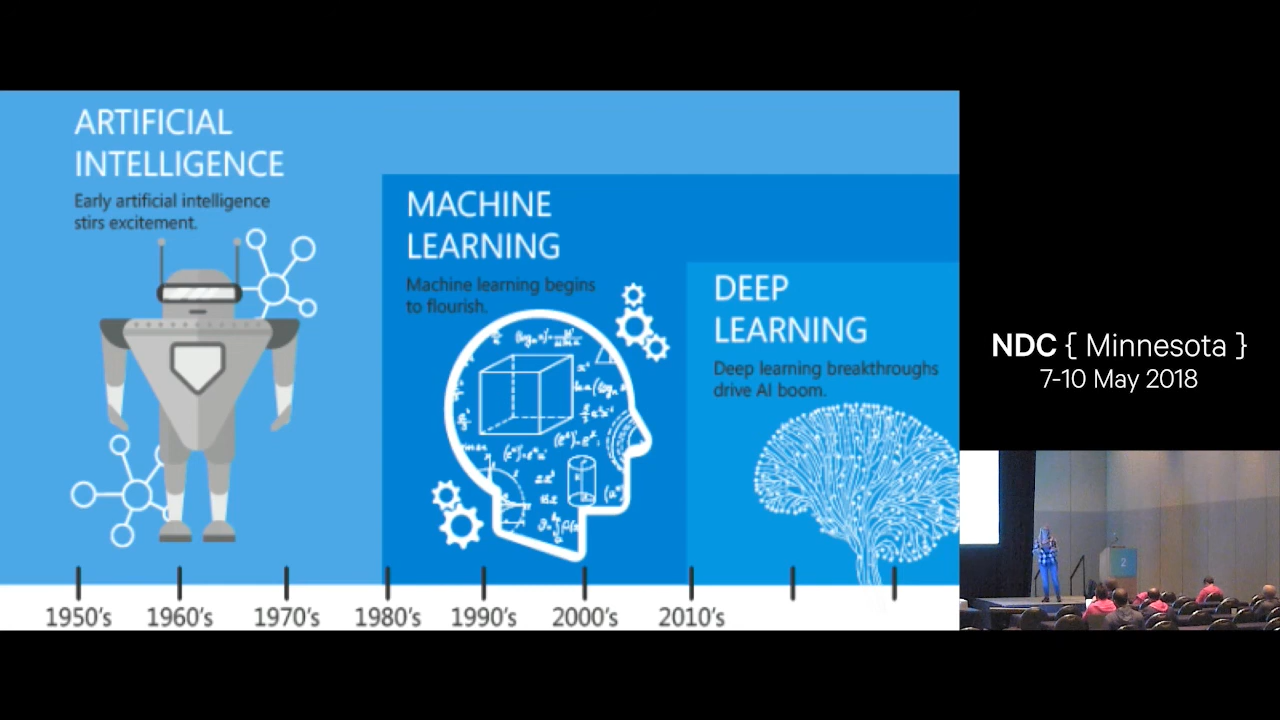 ARTIFICIAL
INTELLIGENCE
Early artificial intelligence
stirs excitement.
MACHINE
LEARNING
Machine learning begins
to flourish.
DEEP
LEARNING
Deep learning breakthroughs
drive AI boom.
1950's 1960's 1970's 1980's 1990's 2000's 2010's
NDC { Minnesota }
7-10 May 2018
2